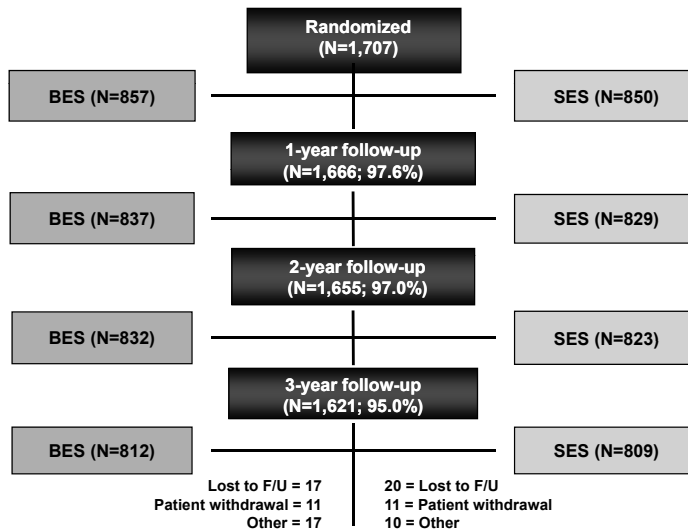 Randomized
(N=1,707)
BES (N=857)
SES (N=850)
1-year follow-up
(N=1,666; 97.6%)
BES (N=837)
SES (N=829)
2-year follow-up
(N=1,655; 97.0%)
BES (N=832)
SES (N=823)
3-year follow-up
(N=1,621; 95.0%)
BES (N=812)
SES (N=809)
Lost to F/U = 17
Patient withdrawal = 11
Other = 17
20 = Lost to F/U
11 = Patient withdrawal
10 = Other